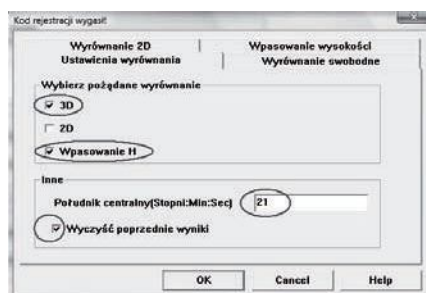 Kod rejestracji wygasł!
Wyrównanie 2D
Wpasowanie wysokości
Ustawienia wyrównania
Wyrównanie swobodne
Wybierz pożądane wyrównanie
3D
2D
Wpasowanie H
Inne
Południk centralny(Stopni:Min:Sec) 21
Wyczyść poprzednie wyniki
OK Cancel Help